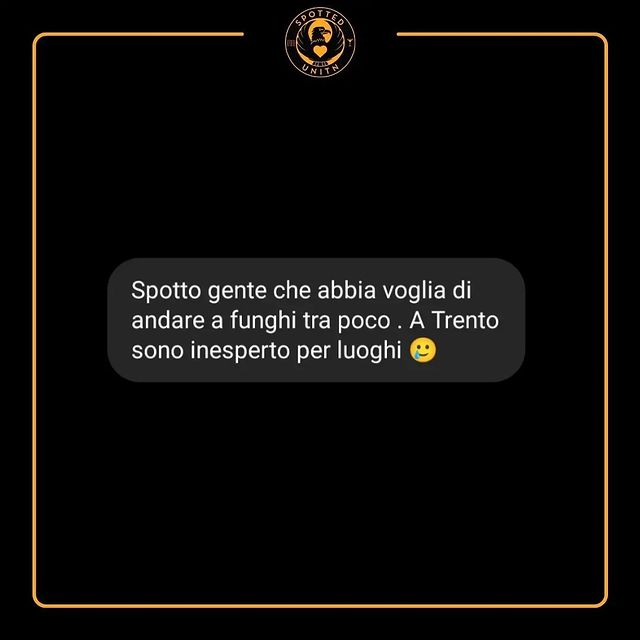 SPOTTED
UNITN
Spotto gente che abbia voglia di
andare a funghi tra poco . A Trento
sono inesperto per luoghi 🥲